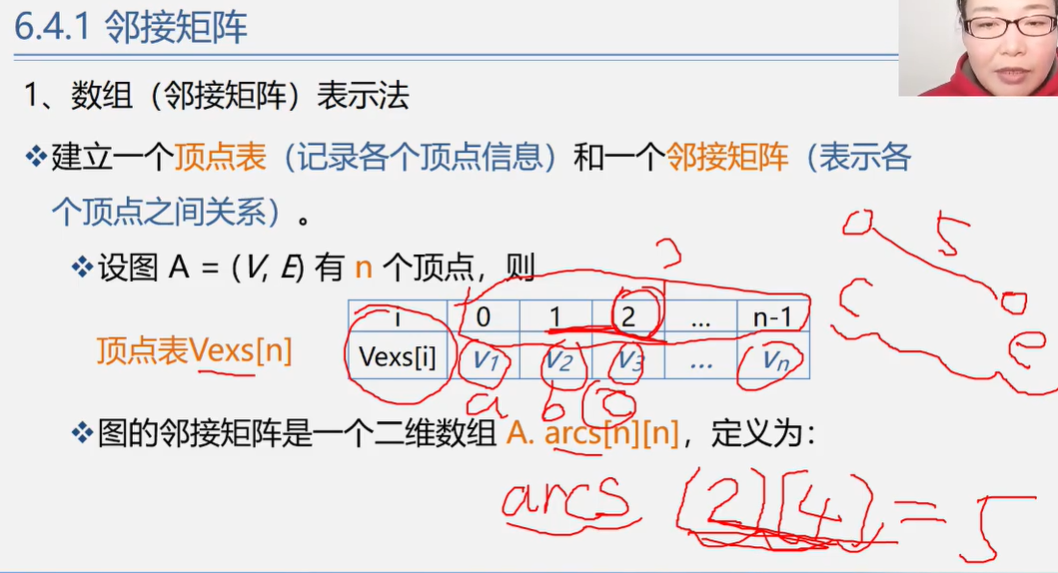 6.4.1 邻接矩阵
1、数组（邻接矩阵）表示法
建立一个顶点表（记录各个顶点信息）和一个邻接矩阵（表示各
个顶点之间关系）。
设图 A = (V, E) 有 n 个顶点，则
i 0 1 2 … n-1
顶点表Vexs[n] Vexs[i] V1 V2 V3 … Vn
a b
5
c
e
图的邻接矩阵是一个二维数组 A. arcs[n][n]，定义为：
arcs [2][4] = 5